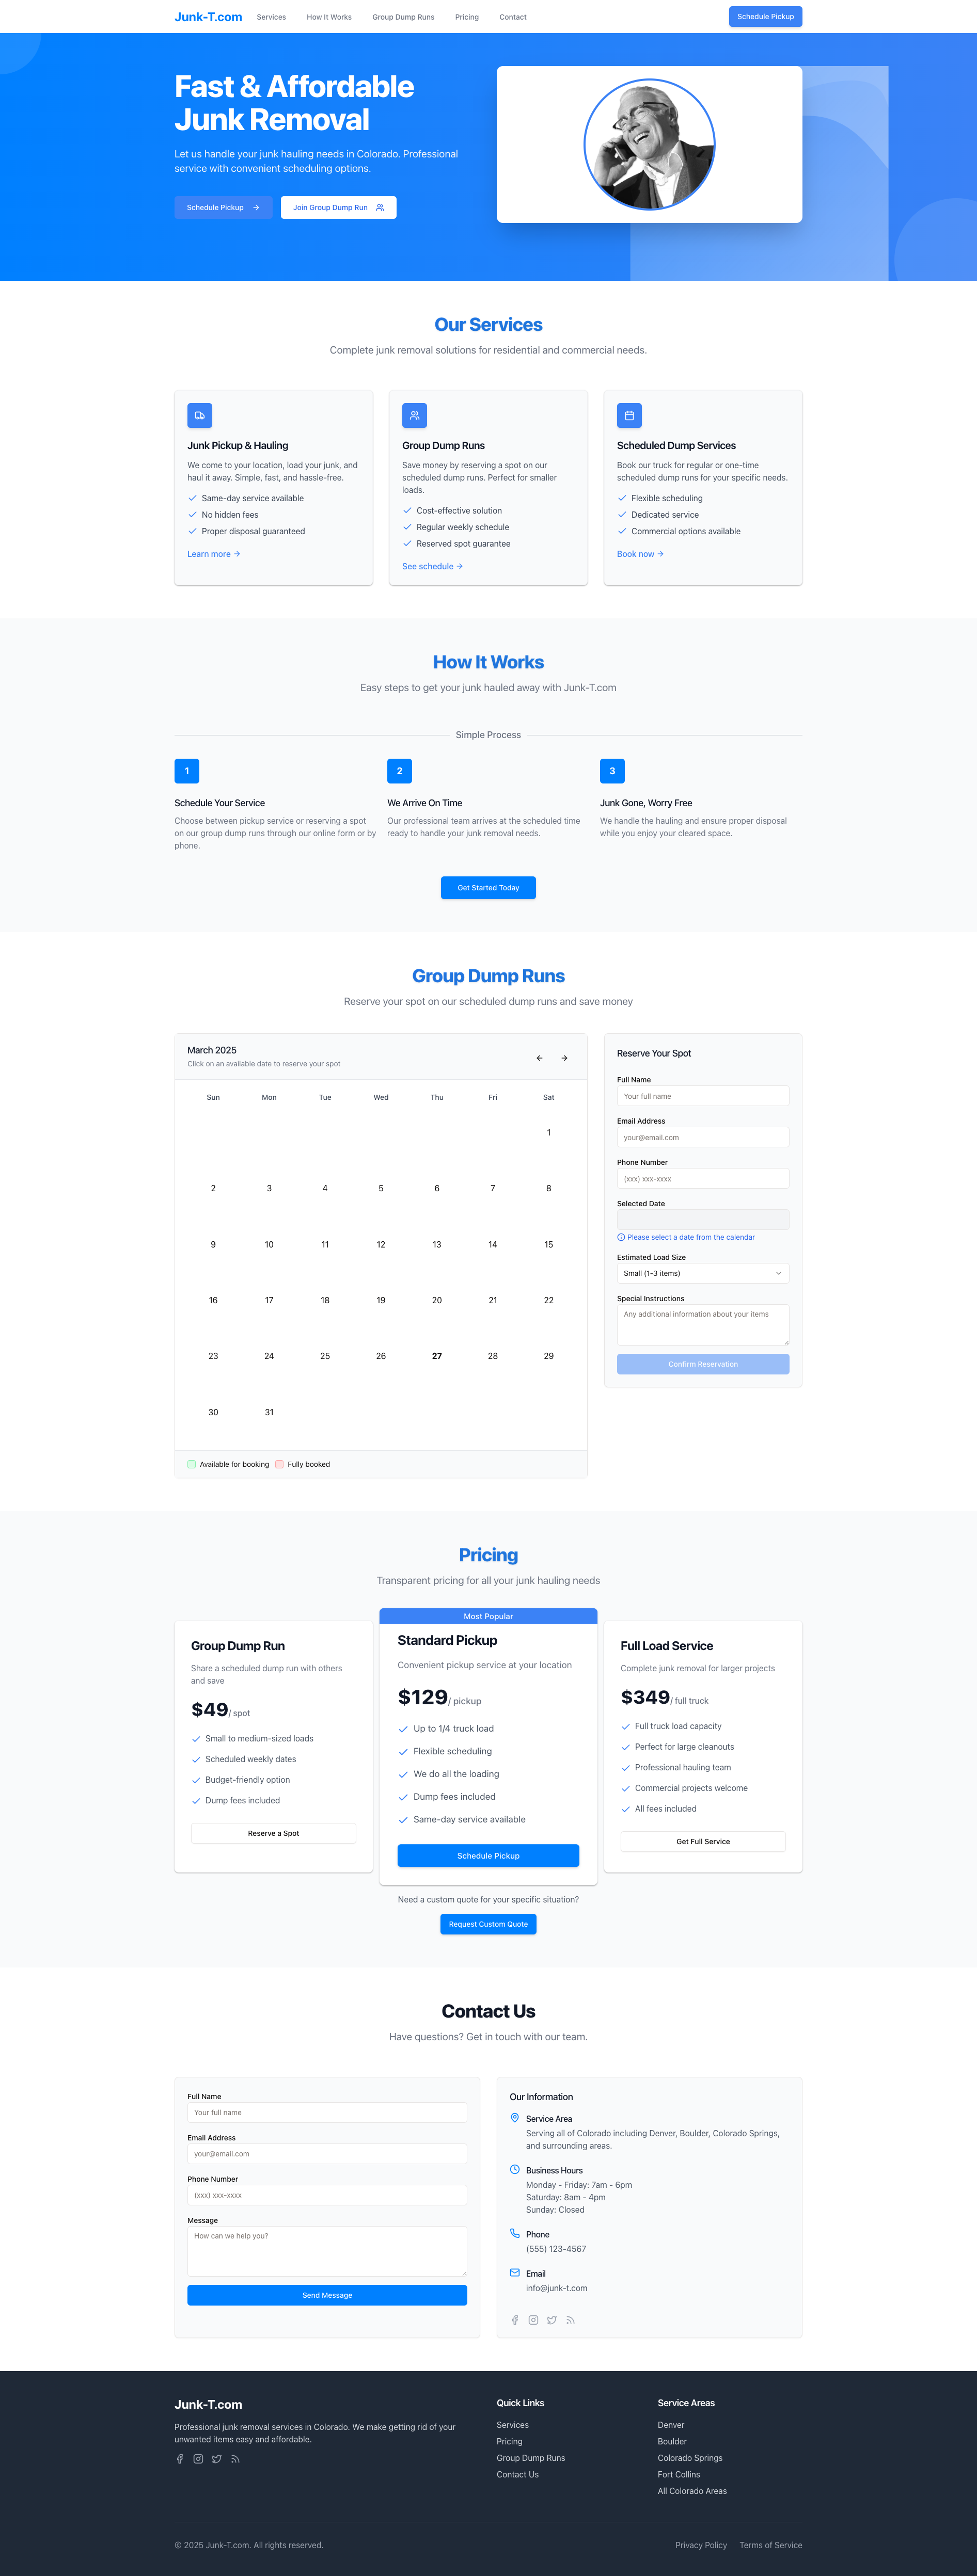 Junk-T.com
Services
How It Works
Group Dump Runs
Pricing
Contact
Schedule Pickup
Fast & Affordable
Junk Removal
Let us handle your junk hauling needs in Colorado. Professional
service with convenient scheduling options.
Schedule Pickup
Join Group Dump Run
Our Services
Complete junk removal solutions for residential and commercial needs.
Junk Pickup & Hauling
We come to your location, load your junk, and
haul it away. Simple, fast, and hassle-free.
Same-day service available
No hidden fees
Proper disposal guaranteed
Learn more
Group Dump Runs
Save money by reserving a spot on our
scheduled dump runs. Perfect for smaller
loads.
Cost-effective solution
Regular weekly schedule
Reserved spot guarantee
See schedule
Scheduled Dump Services
Book our truck for regular or one-time
scheduled dump runs for your specific needs.
Flexible scheduling
Dedicated service
Commercial options available
Book now
How It Works
Easy steps to get your junk hauled away with Junk-T.com
Simple Process
1
Schedule Your Service
Choose between pickup service or reserving a spot
on our group dump runs through our online form or by
phone.
2
We Arrive On Time
Our professional team arrives at the scheduled time
ready to handle your junk removal needs.
3
Junk Gone, Worry Free
We handle the hauling and ensure proper disposal
while you enjoy your cleared space.
Get Started Today
Group Dump Runs
Reserve your spot on our scheduled dump runs and save money
March 2025
Click on an available date to reserve your spot
Sun Mon Tue Wed Thu Fri Sat
1
2 3 4 5 6 7 8
9 10 11 12 13 14 15
16 17 18 19 20 21 22
23 24 25 26 27 28 29
30 31
Available for booking
Fully booked
Reserve Your Spot
Full Name
Your full name
Email Address
your@email.com
Phone Number
(xxx) xxx-xxxx
Selected Date
Please select a date from the calendar
Estimated Load Size
Small (1-3 items)
Special Instructions
Any additional information about your items
Confirm Reservation
Pricing
Transparent pricing for all your junk hauling needs
Group Dump Run
Share a scheduled dump run with others
and save
$49/ spot
Small to medium-sized loads
Scheduled weekly dates
Budget-friendly option
Dump fees included
Reserve a Spot
Most Popular
Standard Pickup
Convenient pickup service at your location
$129/ pickup
Up to 1/4 truck load
Flexible scheduling
We do all the loading
Dump fees included
Same-day service available
Schedule Pickup
Full Load Service
Complete junk removal for larger projects
$349/ full truck
Full truck load capacity
Perfect for large cleanouts
Professional hauling team
Commercial projects welcome
All fees included
Get Full Service
Need a custom quote for your specific situation?
Request Custom Quote
Contact Us
Have questions? Get in touch with our team.
Full Name
Your full name
Email Address
your@email.com
Phone Number
(xxx) xxx-xxxx
Message
How can we help you?
Send Message
Our Information
Service Area
Serving all of Colorado including Denver, Boulder, Colorado Springs,
and surrounding areas.
Business Hours
Monday - Friday: 7am - 6pm
Saturday: 8am - 4pm
Sunday: Closed
Phone
(555) 123-4567
Email
info@junk-t.com
Junk-T.com
Professional junk removal services in Colorado. We make getting rid of your
unwanted items easy and affordable.
Quick Links
Services
Pricing
Group Dump Runs
Contact Us
Service Areas
Denver
Boulder
Colorado Springs
Fort Collins
All Colorado Areas
© 2025 Junk-T.com. All rights reserved.
Privacy Policy
Terms of Service